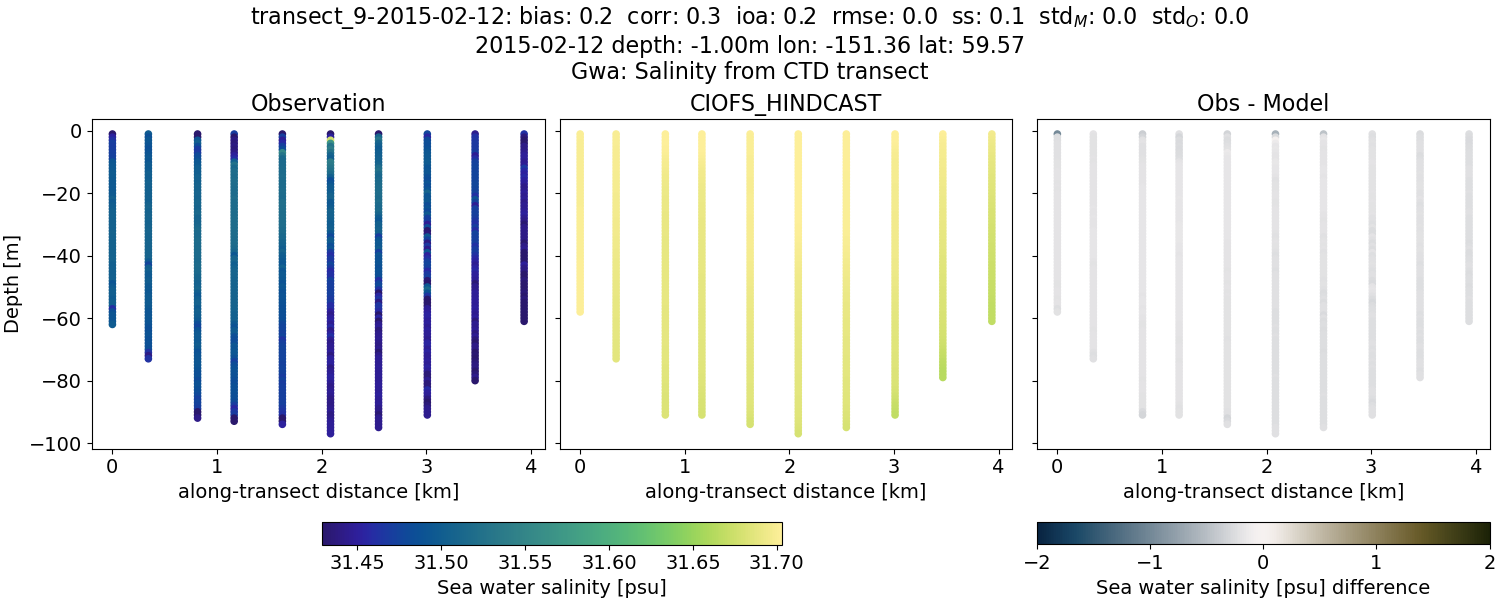 transect_9-2015-02-12: bias: 0.2 corr: 0.3 ioa: 0.2 rmse: 0.0 ss: 0.1 std_M: 0.0 std_O: 0.0
2015-02-12 depth: -1.00m lon: -151.36 lat: 59.57
Gwa: Salinity from CTD transect
Observation CIOFS_HINDCAST Obs - Model
Depth [m]
0
−20
−40
−60
−80
−100
0 1 2 3 4 0 1 2 3 4 0 1 2 3 4
along-transect distance [km] along-transect distance [km] along-transect distance [km]
31.45 31.50 31.55 31.60 31.65 31.70 −2 −1 0 1 2
Sea water salinity [psu] Sea water salinity [psu] difference